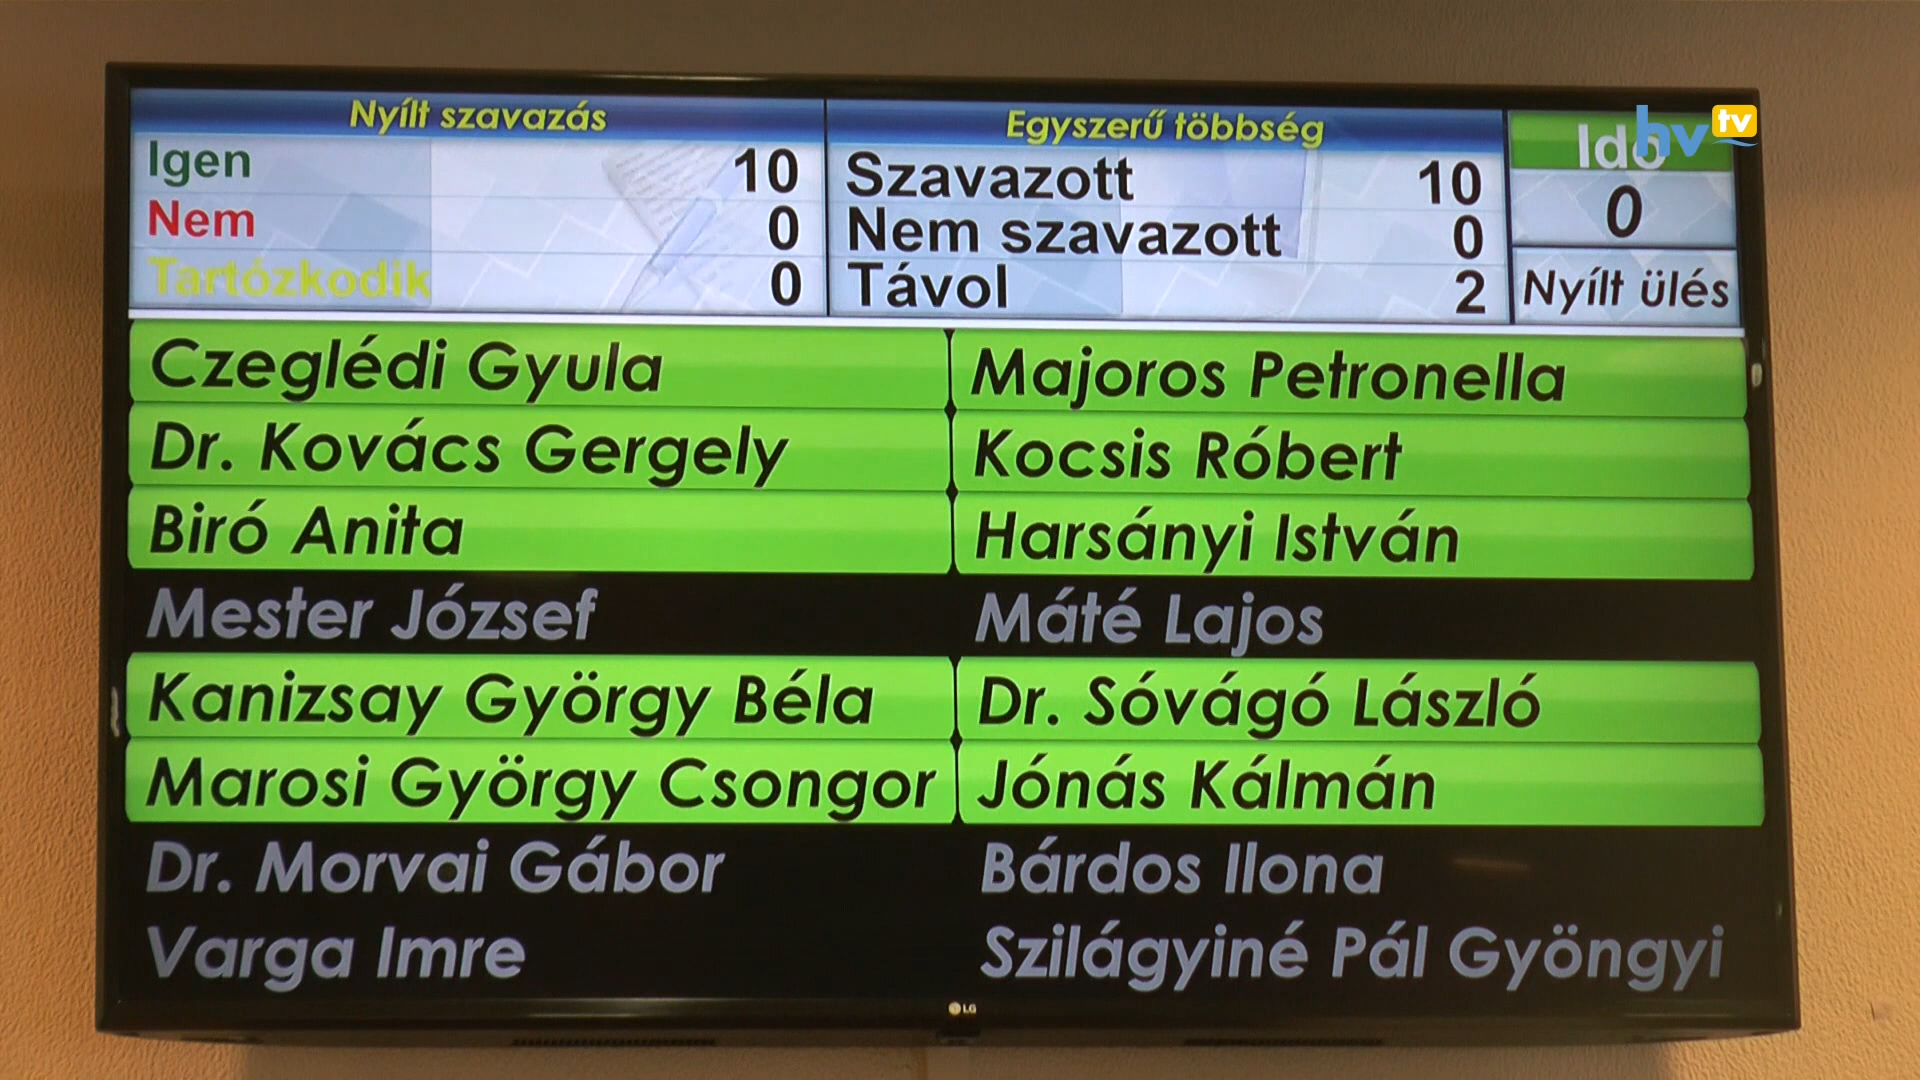 Nyílt szavazás
Igen 10
Nem 0
Tartózkodik 0
Egyszerű többség
Szavazott 10
Nem szavazott 0
Távol 2
Idő
0
Nyílt ülés
hv tv
Czeglédi Gyula Majoros Petronella
Dr. Kovács Gergely Kocsis Róbert
Biró Anita Harsányi István
Mester József Máté Lajos
Kanizsay György Béla Dr. Sóvágó László
Marosi György Csongor Jónás Kálmán
Dr. Morvai Gábor Bárdos Ilona
Varga Imre Szilágyiné Pál Gyöngyi
LG